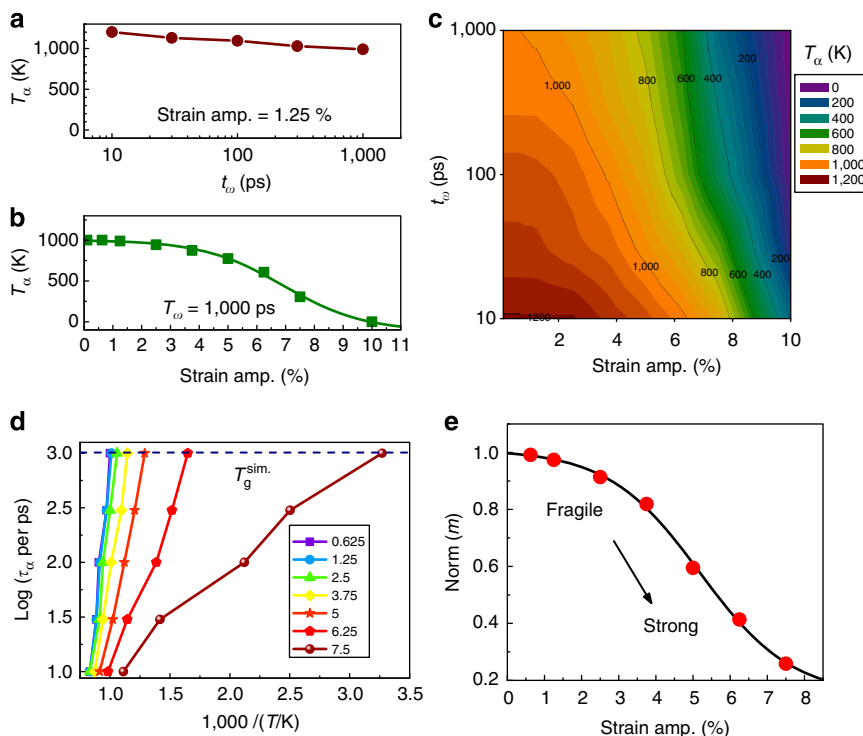 a
1,000
500
0
Tα (K)
Strain amp. = 1.25 %
10
100
1,000
tω (ps)
b
1000
500
0
Tα (K)
Tω = 1,000 ps
0 1 2 3 4 5 6 7 8 9 10 11
Strain amp. (%)
c
1,000
100
10
tω (ps)
1,000
800
600
400
200
1,000
800
600
400
200
1200
2 4 6 8 10
Strain amp. (%)
Tα (K)
0
200
400
600
800
1,000
1,200
d
3.0
2.5
2.0
1.5
1.0
Log (τα per ps)
Tg sim.
0.625
1.25
2.5
3.75
5
6.25
7.5
1.0 1.5 2.0 2.5 3.0 3.5
1,000 /(T/K)
e
1.0
0.8
0.6
0.4
0.2
Norm (m)
Fragile
Strong
0 1 2 3 4 5 6 7 8
Strain amp. (%)